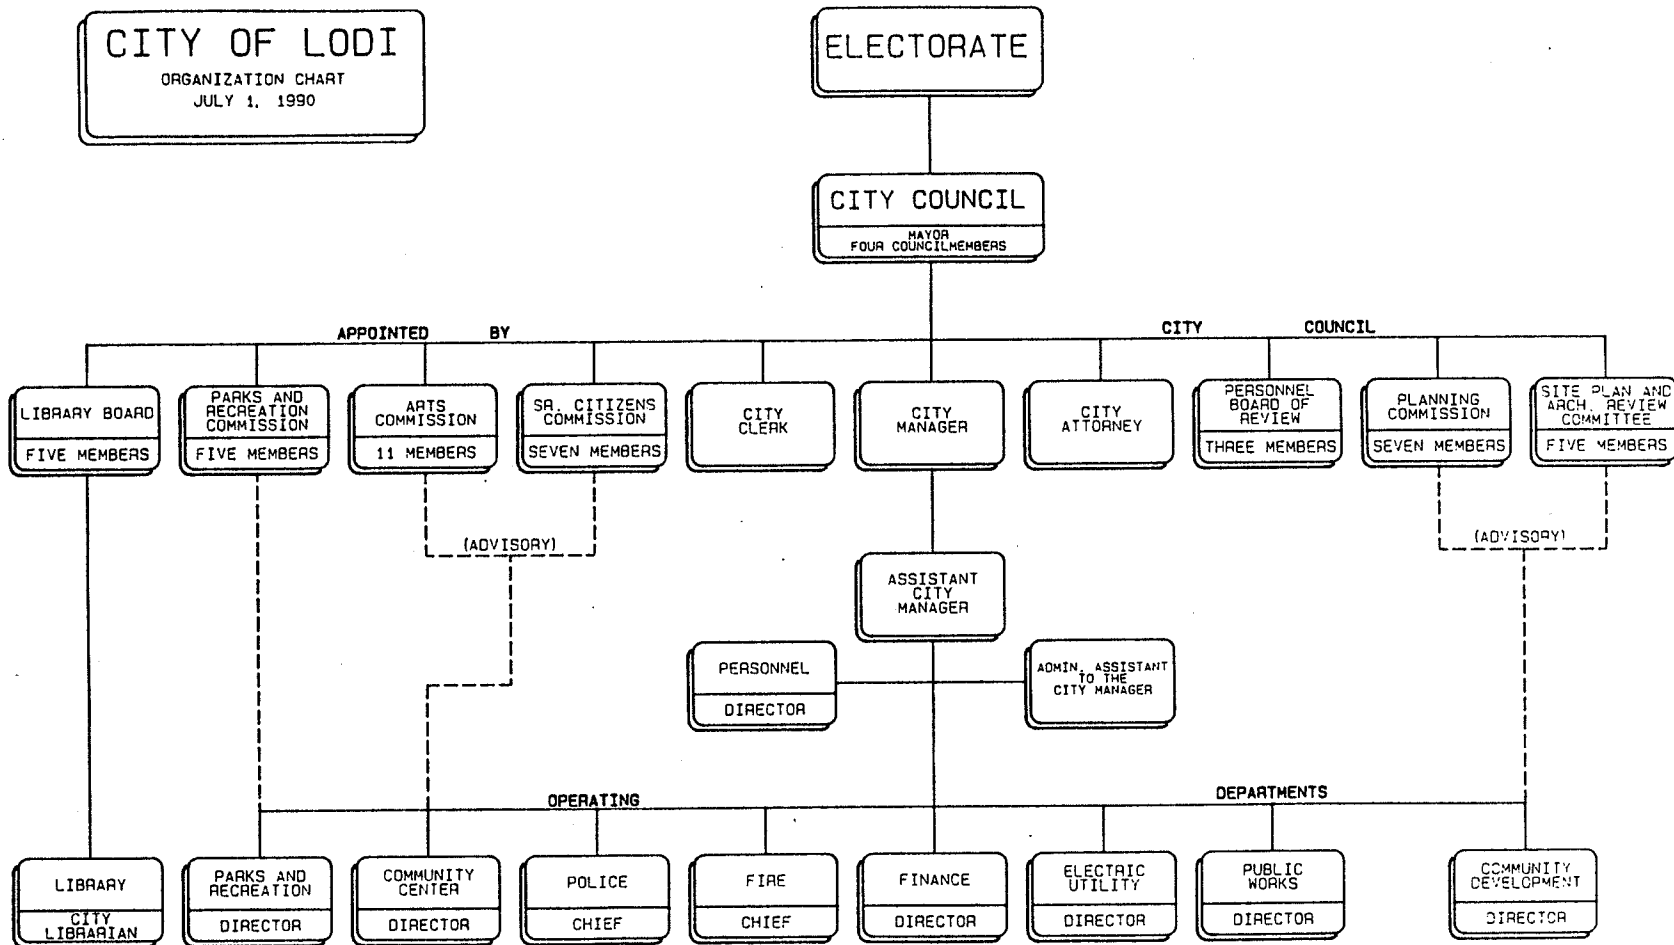 CITY OF LODI
ORGANIZATION CHART
JULY 1, 1990
ELECTORATE
CITY COUNCIL
MAYOR
FOUR COUNCILMEMBERS
APPOINTED BY CITY COUNCIL
LIBRARY BOARD
FIVE MEMBERS
PARKS AND
RECREATION
COMMISSION
FIVE MEMBERS
ARTS
COMMISSION
11 MEMBERS
SR. CITIZENS
COMMISSION
SEVEN MEMBERS
CITY
CLERK
CITY
MANAGER
CITY
ATTORNEY
PERSONNEL
BOARD OF
REVIEW
THREE MEMBERS
PLANNING
COMMISSION
SEVEN MEMBERS
SITE PLAN AND
ARCH. REVIEW
COMMITTEE
FIVE MEMBERS
(ADVISORY)
(ADVISORY)
ASSISTANT
CITY
MANAGER
PERSONNEL
DIRECTOR
ADMIN. ASSISTANT
TO THE
CITY MANAGER
OPERATING DEPARTMENTS
LIBRARY
CITY
LIBRARIAN
PARKS AND
RECREATION
DIRECTOR
COMMUNITY
CENTER
DIRECTOR
POLICE
CHIEF
FIRE
CHIEF
FINANCE
DIRECTOR
ELECTRIC
UTILITY
DIRECTOR
PUBLIC
WORKS
DIRECTOR
COMMUNITY
DEVELOPMENT
DIRECTOR